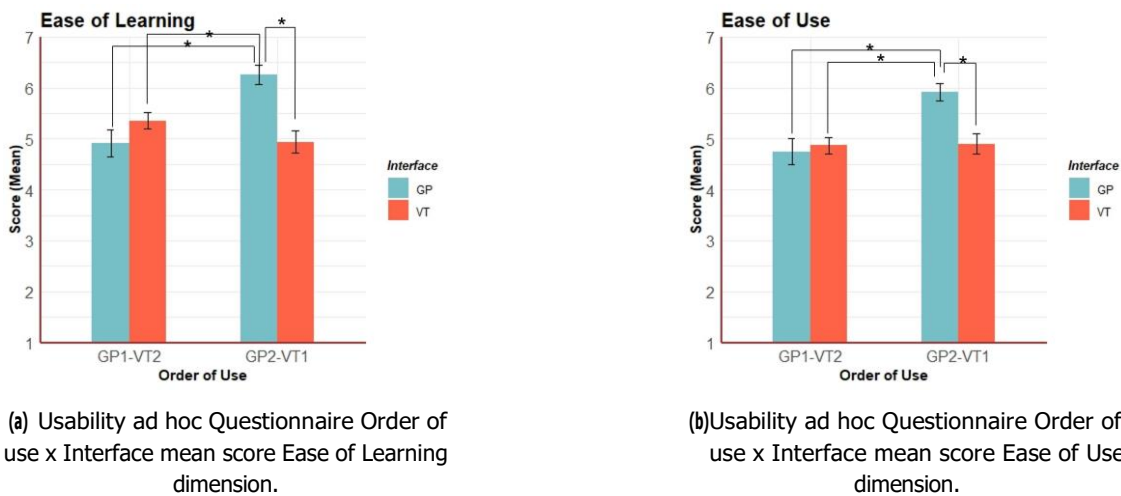 Ease of Learning
*
*
*
7
6
5
4
3
2
1
Score (Mean)
GP1-VT2 GP2-VT1
Order of Use
Interface
GP
VT
(a) Usability ad hoc Questionnaire Order of
use x Interface mean score Ease of Learning
dimension.
Ease of Use
*
*
*
7
6
5
4
3
2
1
Score (Mean)
GP1-VT2 GP2-VT1
Order of Use
Interface
GP
VT
(b)Usability ad hoc Questionnaire Order of
use x Interface mean score Ease of Use
dimension.